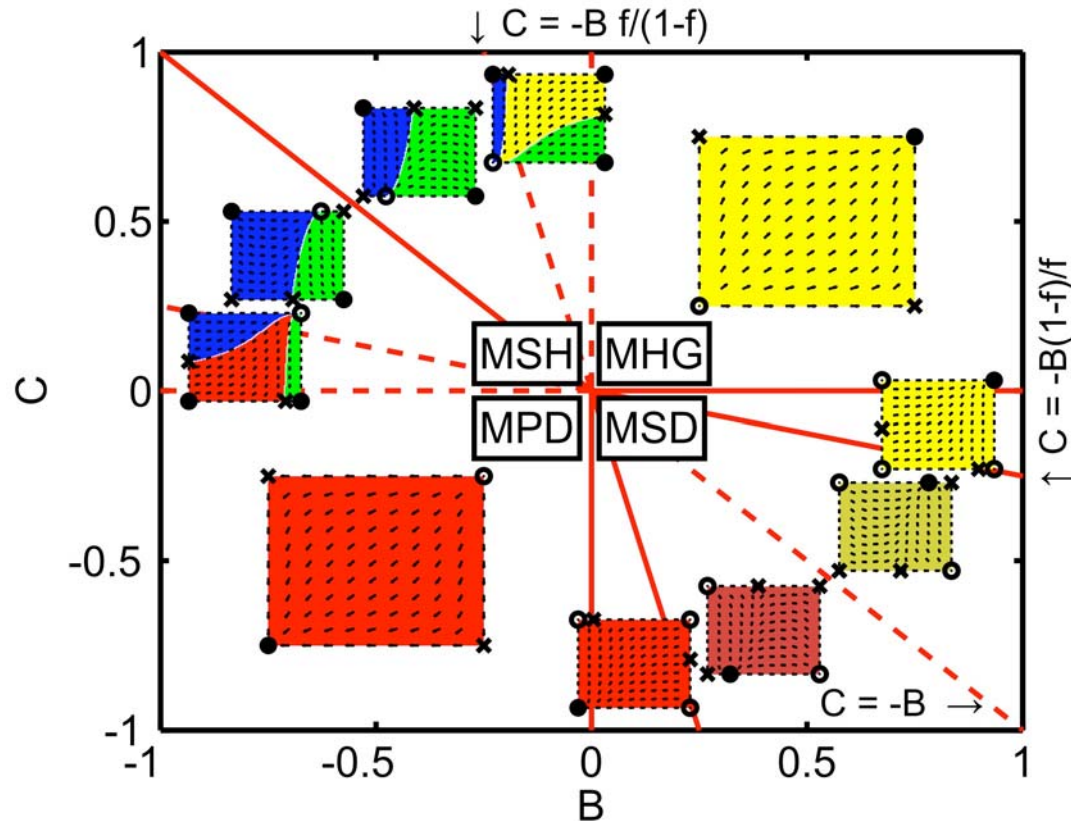 ↓ C = -B f/(1-f)
1
0.5
0
-0.5
-1
C
MSH
MHG
MPD
MSD
← C = -B(1-f)/f
C = -B →
-1
-0.5
0
0.5
1
B